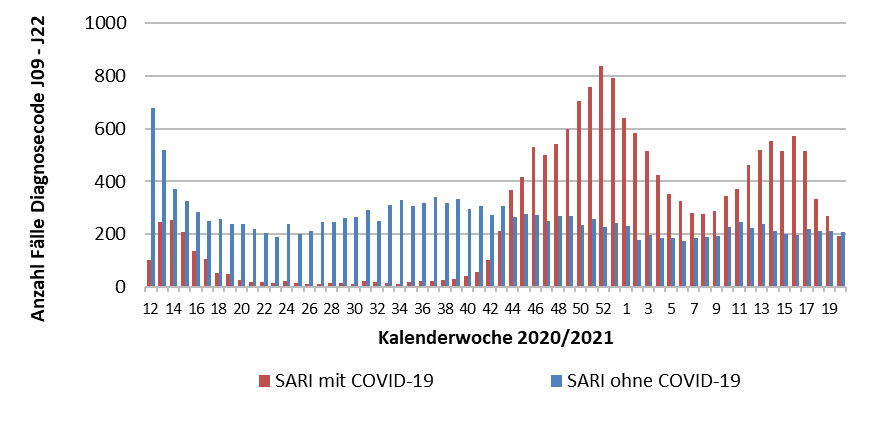 Anzahl Fälle Diagnosecode J09 - J22
1000
800
600
400
200
0
12 14 16 18 20 22 24 26 28 30 32 34 36 38 40 42 44 46 48 50 52 1 3 5 7 9 11 13 15 17 19
Kalenderwoche 2020/2021
SARI mit COVID-19 SARI ohne COVID-19